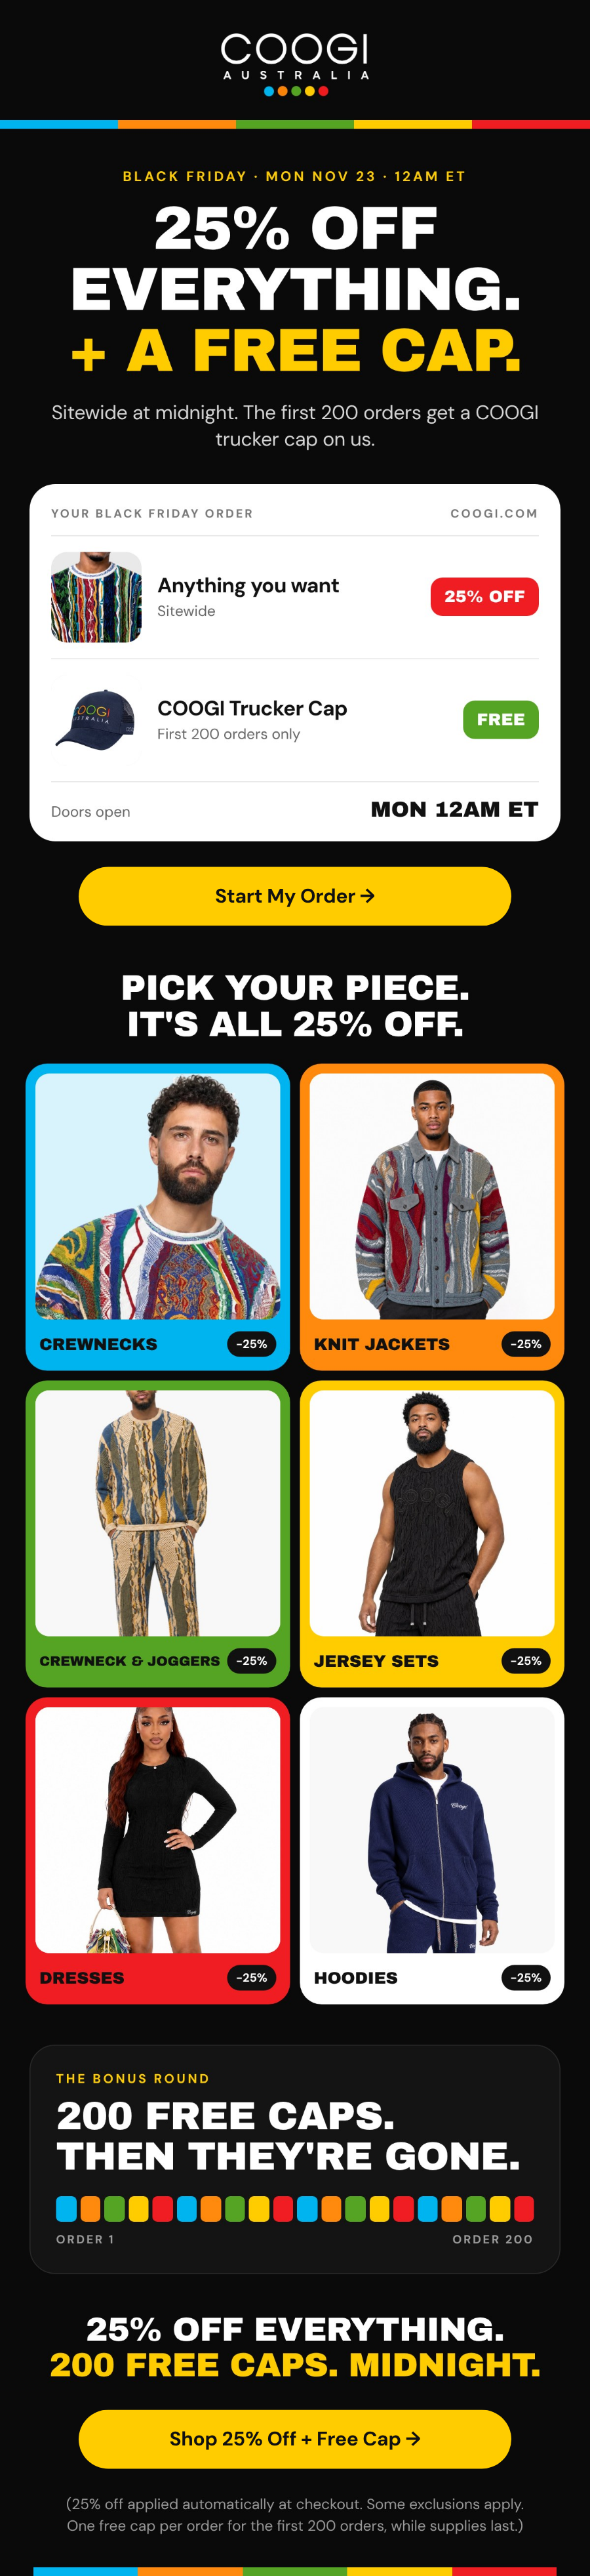 COOGI
AUSTRALIA
BLACK FRIDAY · MON NOV 23 · 12AM ET
25% OFF
EVERYTHING.
+ A FREE CAP.
Sitewide at midnight. The first 200 orders get a COOGI
trucker cap on us.
YOUR BLACK FRIDAY ORDER
COOGI.COM
Anything you want
Sitewide
25% OFF
COOGI
AUSTRALIA
COOGI Trucker Cap
First 200 orders only
FREE
Doors open
MON 12AM ET
Start My Order →
PICK YOUR PIECE.
IT'S ALL 25% OFF.
CREWNECKS
-25%
KNIT JACKETS
-25%
CREWNECK & JOGGERS
-25%
JERSEY SETS
-25%
DRESSES
-25%
HOODIES
-25%
THE BONUS ROUND
200 FREE CAPS.
THEN THEY'RE GONE.
ORDER 1
ORDER 200
25% OFF EVERYTHING.
200 FREE CAPS. MIDNIGHT.
Shop 25% Off + Free Cap →
(25% off applied automatically at checkout. Some exclusions apply.
One free cap per order for the first 200 orders, while supplies last.)